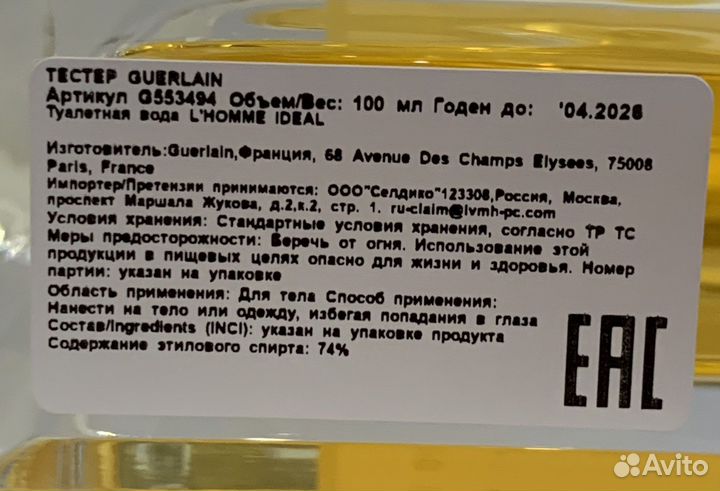 ТЕСТЕР GUERLAIN
Артикул G553494 Объем/Вес: 100 мл Годен до: '04.2026
Туалетная вода L'HOMME IDEAL
Изготовитель:Guerlain,Франция, 68 Avenue Des Champs Elysees, 75008
Paris, France
Импортер/Претензии принимаются: ООО"Селдико"123308,Россия, Москва,
проспект Маршала Жукова, д.2,к.2, стр. 1. ru-claim@lvmh-pc.com
Условия хранения: Стандартные условия хранения, согласно ТР ТС
Меры предосторожности: Беречь от огня. Использование этой
продукции в пищевых целях опасно для жизни и здоровья. Номер
партии: указан на упаковке
Область применения: Для тела Способ применения:
Нанести на тело или одежду, избегая попадания в глаза
Состав/Ingredients (INCI): указан на упаковке продукта
Содержание этилового спирта: 74%
EAC
Avito